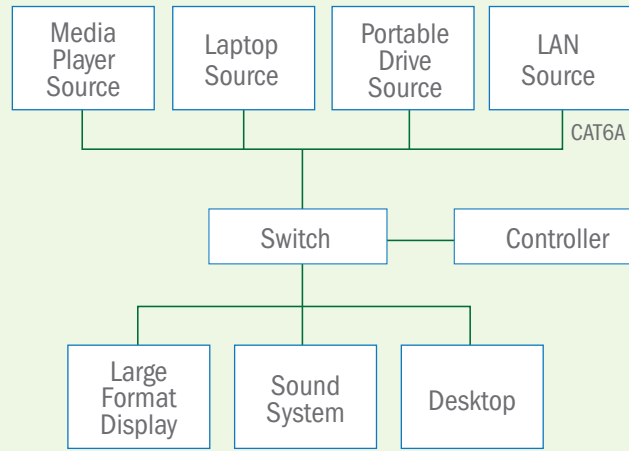 Media
Player
Source
Laptop
Source
Portable
Drive
Source
LAN
Source
CAT6A
Switch
Controller
Large
Format
Display
Sound
System
Desktop